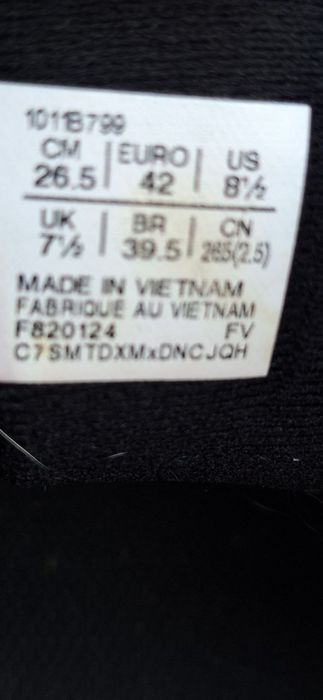 1011B799
CM | EURO | US
26.5 | 42 | 8½
UK | BR | CN
7½ | 39.5 | 265(2.5)
MADE IN VIETNAM
FABRIQUE AU VIETNAM
F820124 FV
C7SMTDXMxDNCJQH